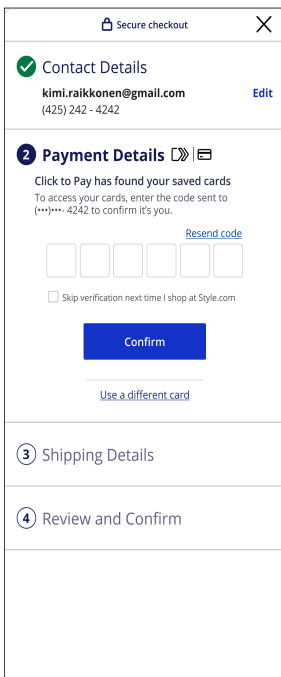 Secure checkout
Contact Details
kimi.raikkonen@gmail.com Edit
(425) 242 - 4242
2 Payment Details
Click to Pay has found your saved cards
To access your cards, enter the code sent to
(•••)•••- 4242 to confirm it’s you.
Resend code
Skip verification next time I shop at Style.com
Confirm
Use a different card
3 Shipping Details
4 Review and Confirm